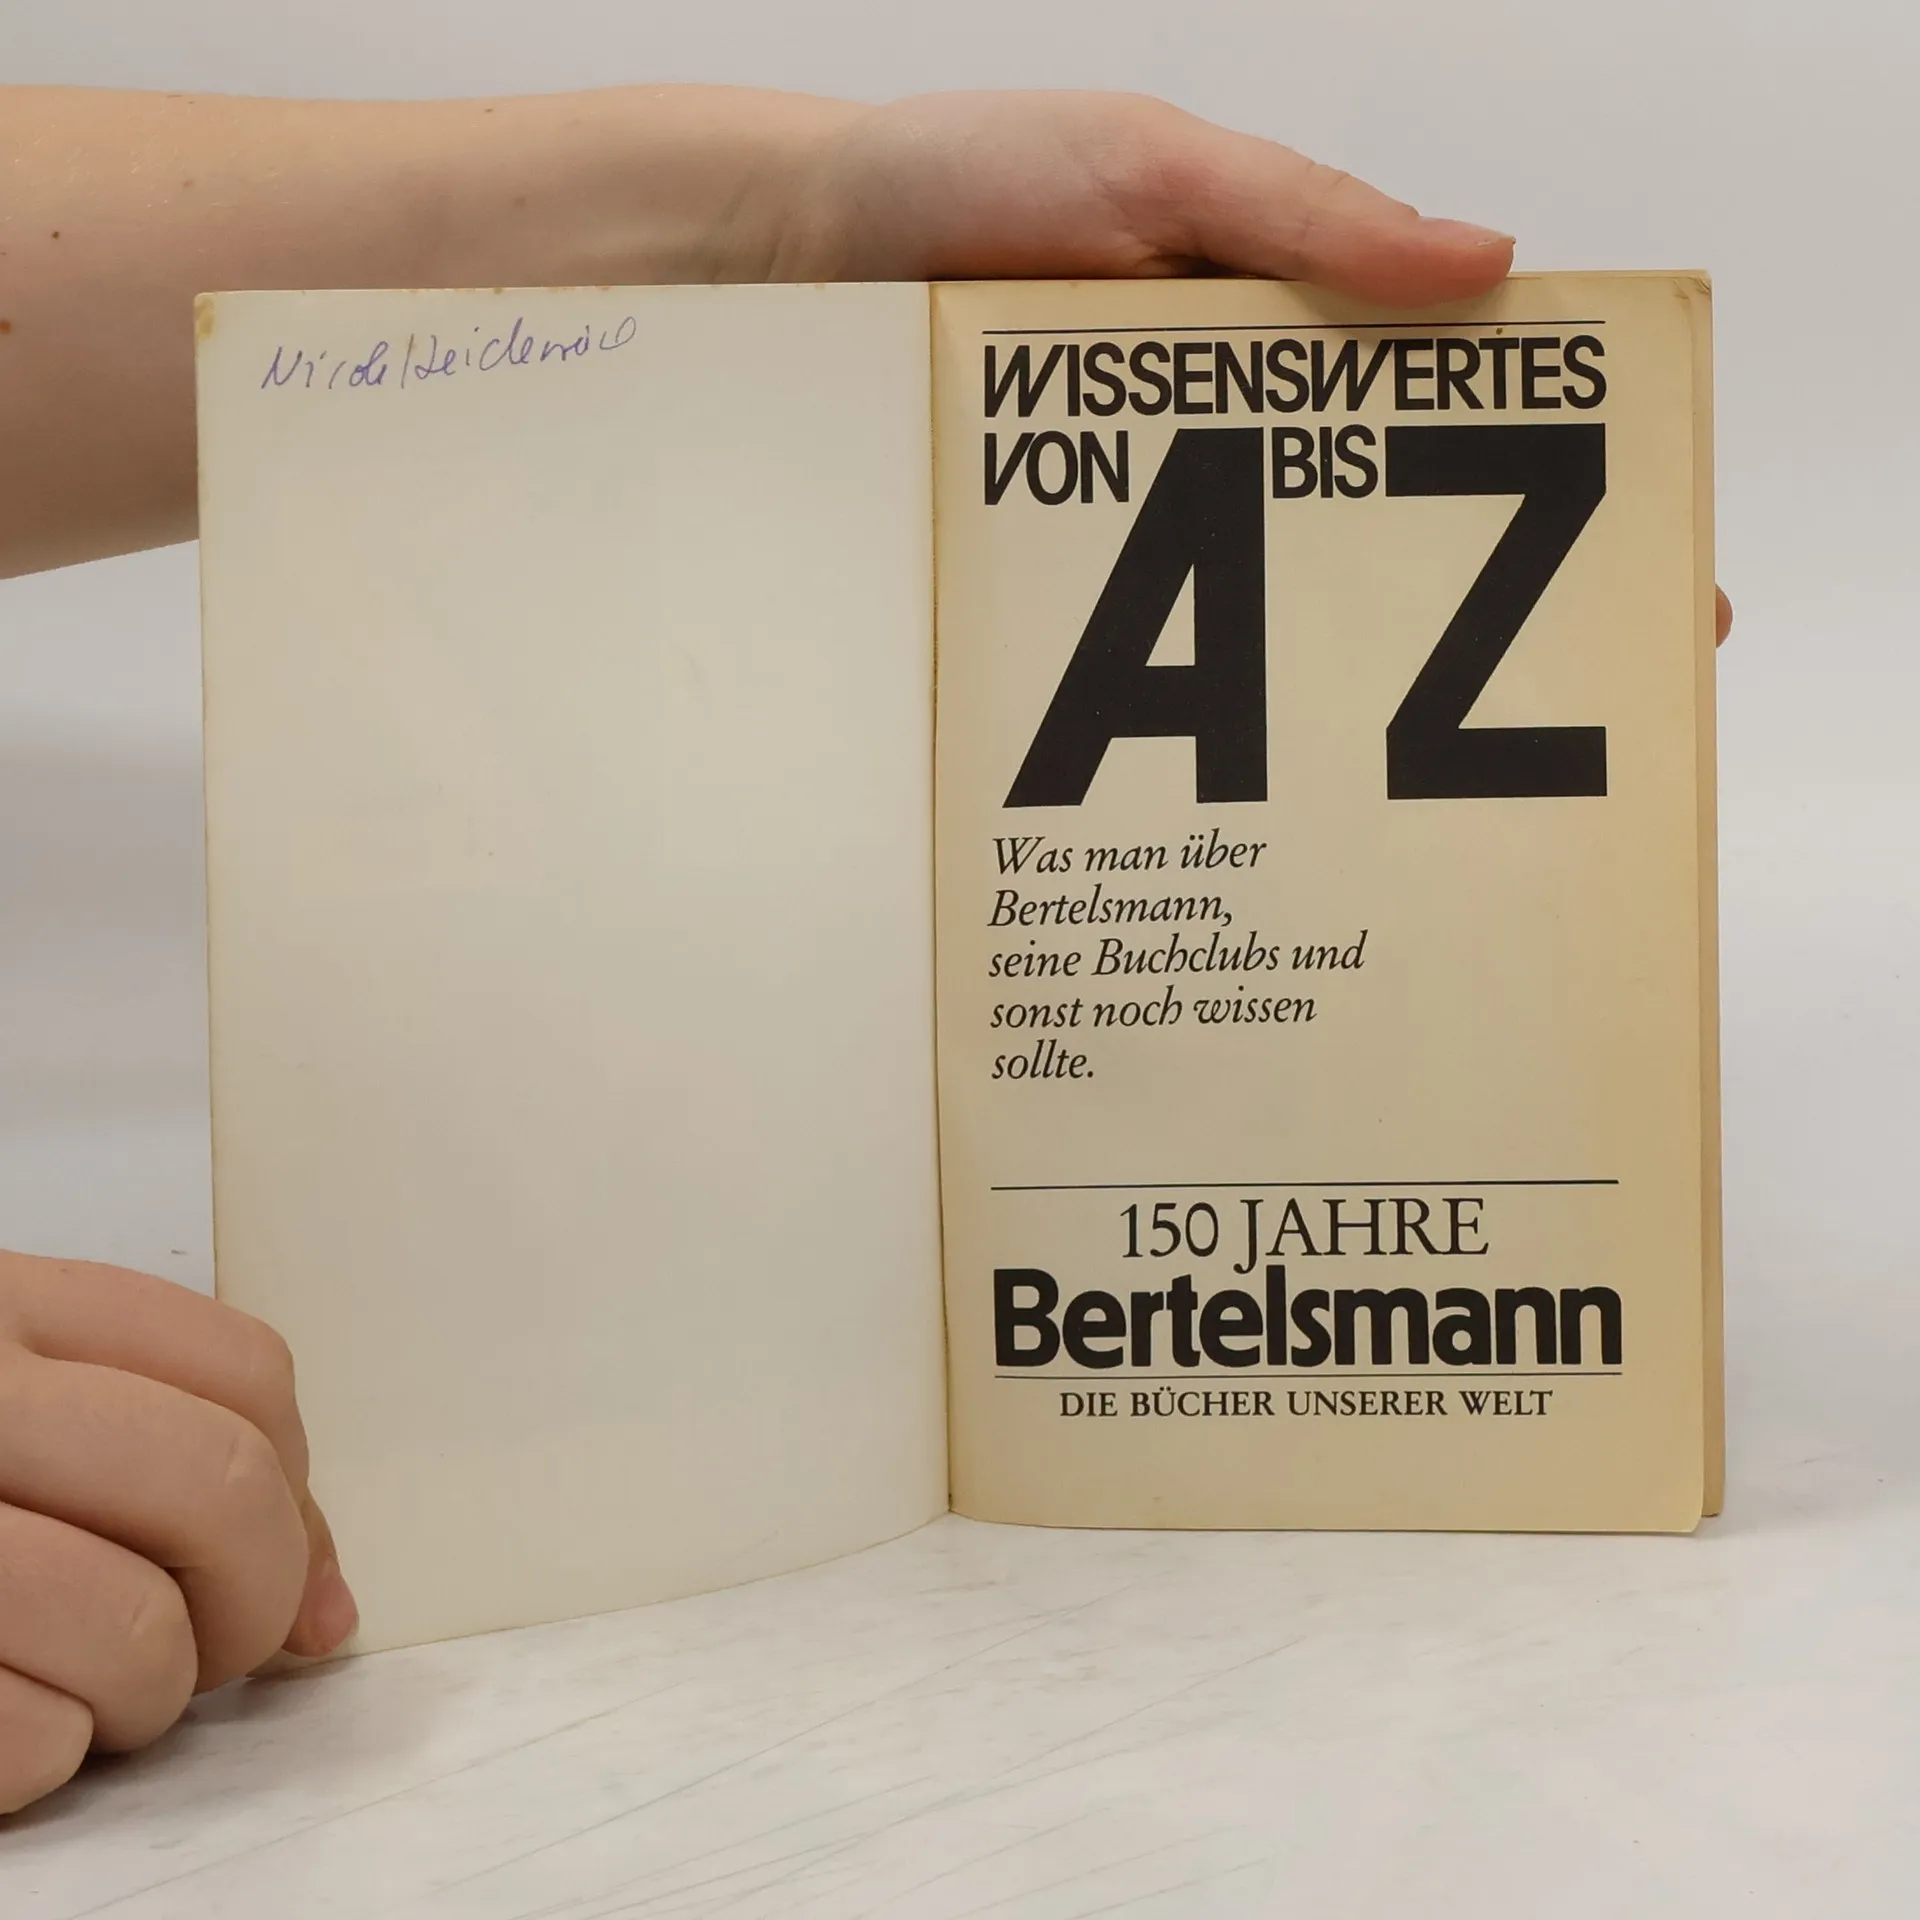 WISSENSWERTES
VON A BIS Z
Was man über
Bertelsmann,
seine Buchclubs und
sonst noch wissen
sollte.
150 JAHRE
Bertelsmann
DIE BÜCHER UNSERER WELT